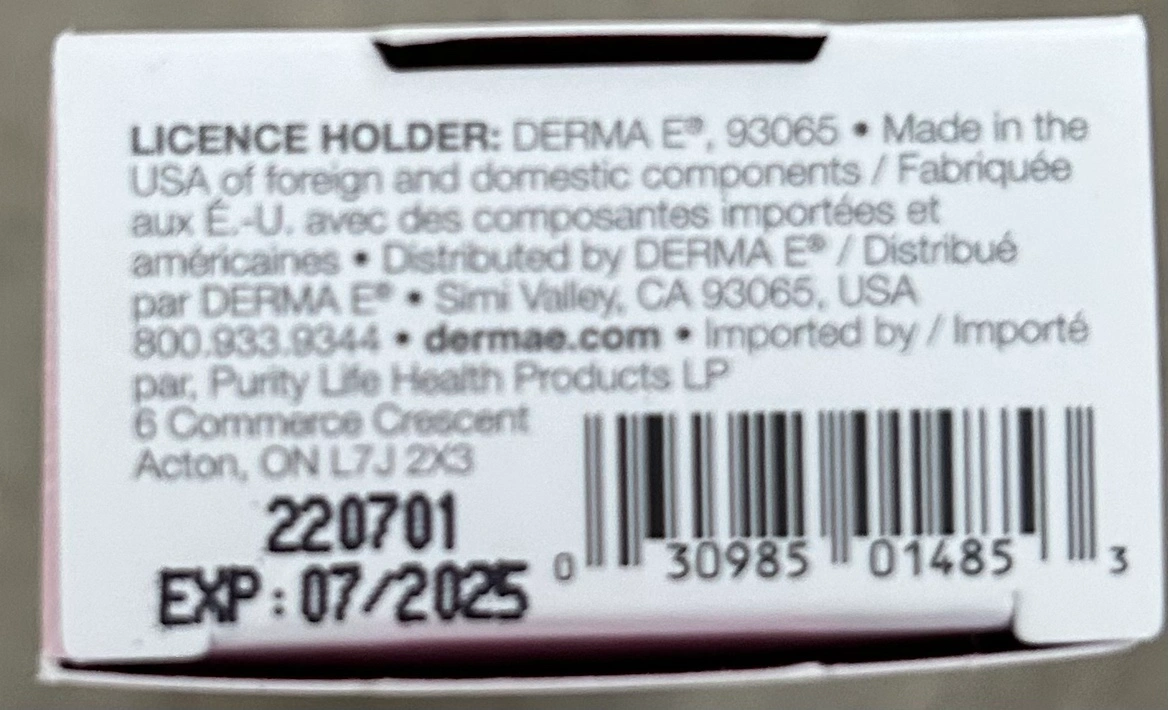 LICENCE HOLDER: DERMA E®, 93065 • Made in the
USA of foreign and domestic components / Fabriquée
aux É.-U. avec des composantes importées et
américaines • Distributed by DERMA E® / Distribué
par DERMA E® • Simi Valley, CA 93065, USA
800.933.9344 • dermae.com • Imported by / Importé
par, Purity Life Health Products LP
6 Commerce Crescent
Acton, ON L7J 2X3
220701
EXP: 07/2025
0 30985 01485 3